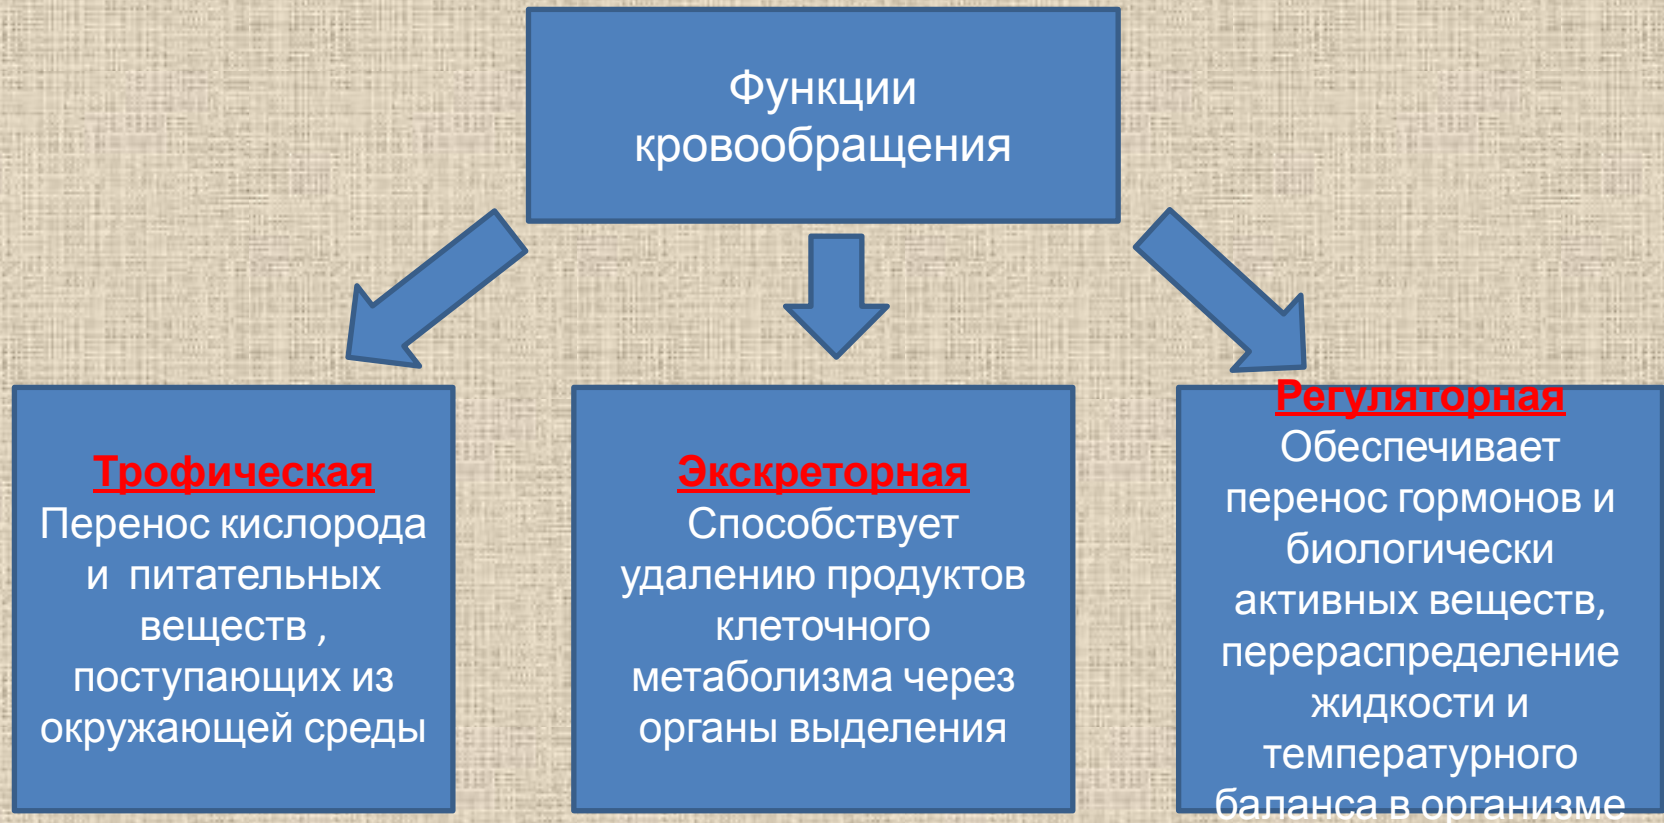 Функции
кровообращения
Трофическая
Перенос кислорода
и питательных
веществ ,
поступающих из
окружающей среды
Экскреторная
Способствует
удалению продуктов
клеточного
метаболизма через
органы выделения
Регуляторная
Обеспечивает
перенос гормонов и
биологически
активных веществ,
перераспределение
жидкости и
температурного
баланса в организме